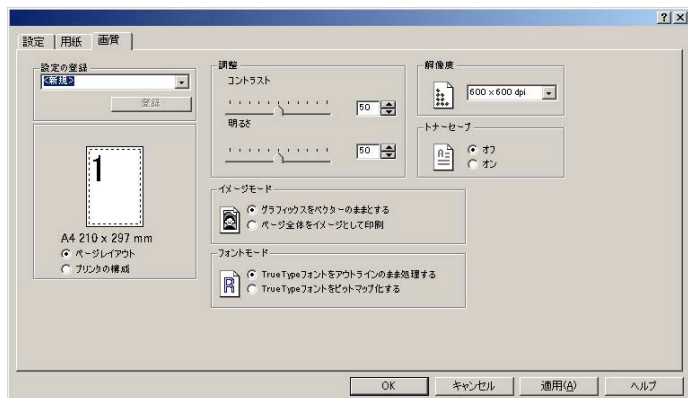 設定
用紙
画質
設定の登録
<新規>
登録
1
A4 210 x 297 mm
ページレイアウト
プリンタの構成
調整
コントラスト
50
明るさ
50
解像度
600 x 600 dpi
トナーセーブ
オフ
オン
イメージモード
グラフィックスをベクターのままとする
ページ全体をイメージとして印刷
フォントモード
TrueTypeフォントをアウトラインのまま処理する
TrueTypeフォントをビットマップ化する
OK
キャンセル
適用(A)
ヘルプ